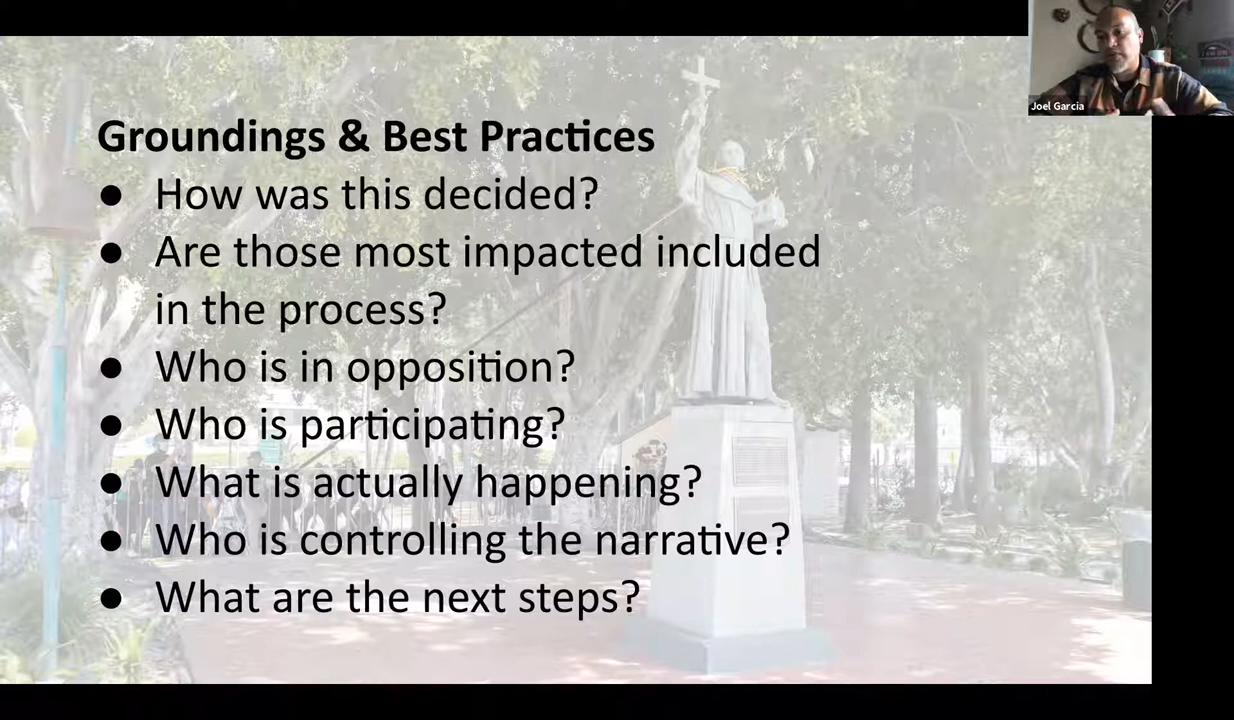 Joel Garcia
Groundings & Best Practices
● How was this decided?
● Are those most impacted included
in the process?
● Who is in opposition?
● Who is participating?
● What is actually happening?
● Who is controlling the narrative?
● What are the next steps?